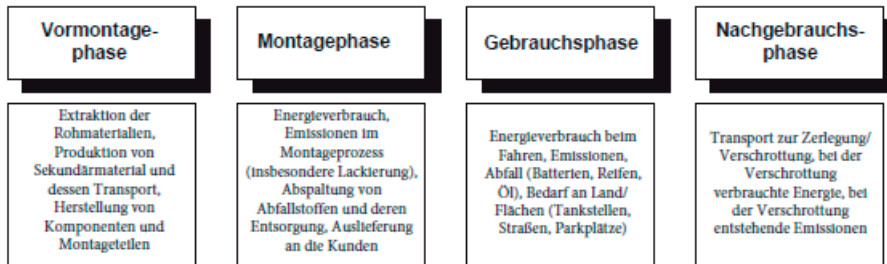 Vormontage-
phase
Montagephase
Gebrauchsphase
Nachgebrauchs-
phase
Extraktion der
Rohmaterialien,
Produktion von
Sekundärmaterial und
dessen Transport,
Herstellung von
Komponenten und
Montageteilen
Energieverbrauch,
Emissionen im
Montageprozess
(insbesondere Lackierung),
Abspaltung von
Abfallstoffen und deren
Entsorgung, Auslieferung
an die Kunden
Energieverbrauch beim
Fahren, Emissionen,
Abfall (Batterien, Reifen,
Öl), Bedarf an Land/
Flächen (Tankstellen,
Straßen, Parkplätze)
Transport zur Zerlegung/
Verschrottung, bei der
Verschrottung
verbrauchte Energie, bei
der Verschrottung
entstehende Emissionen